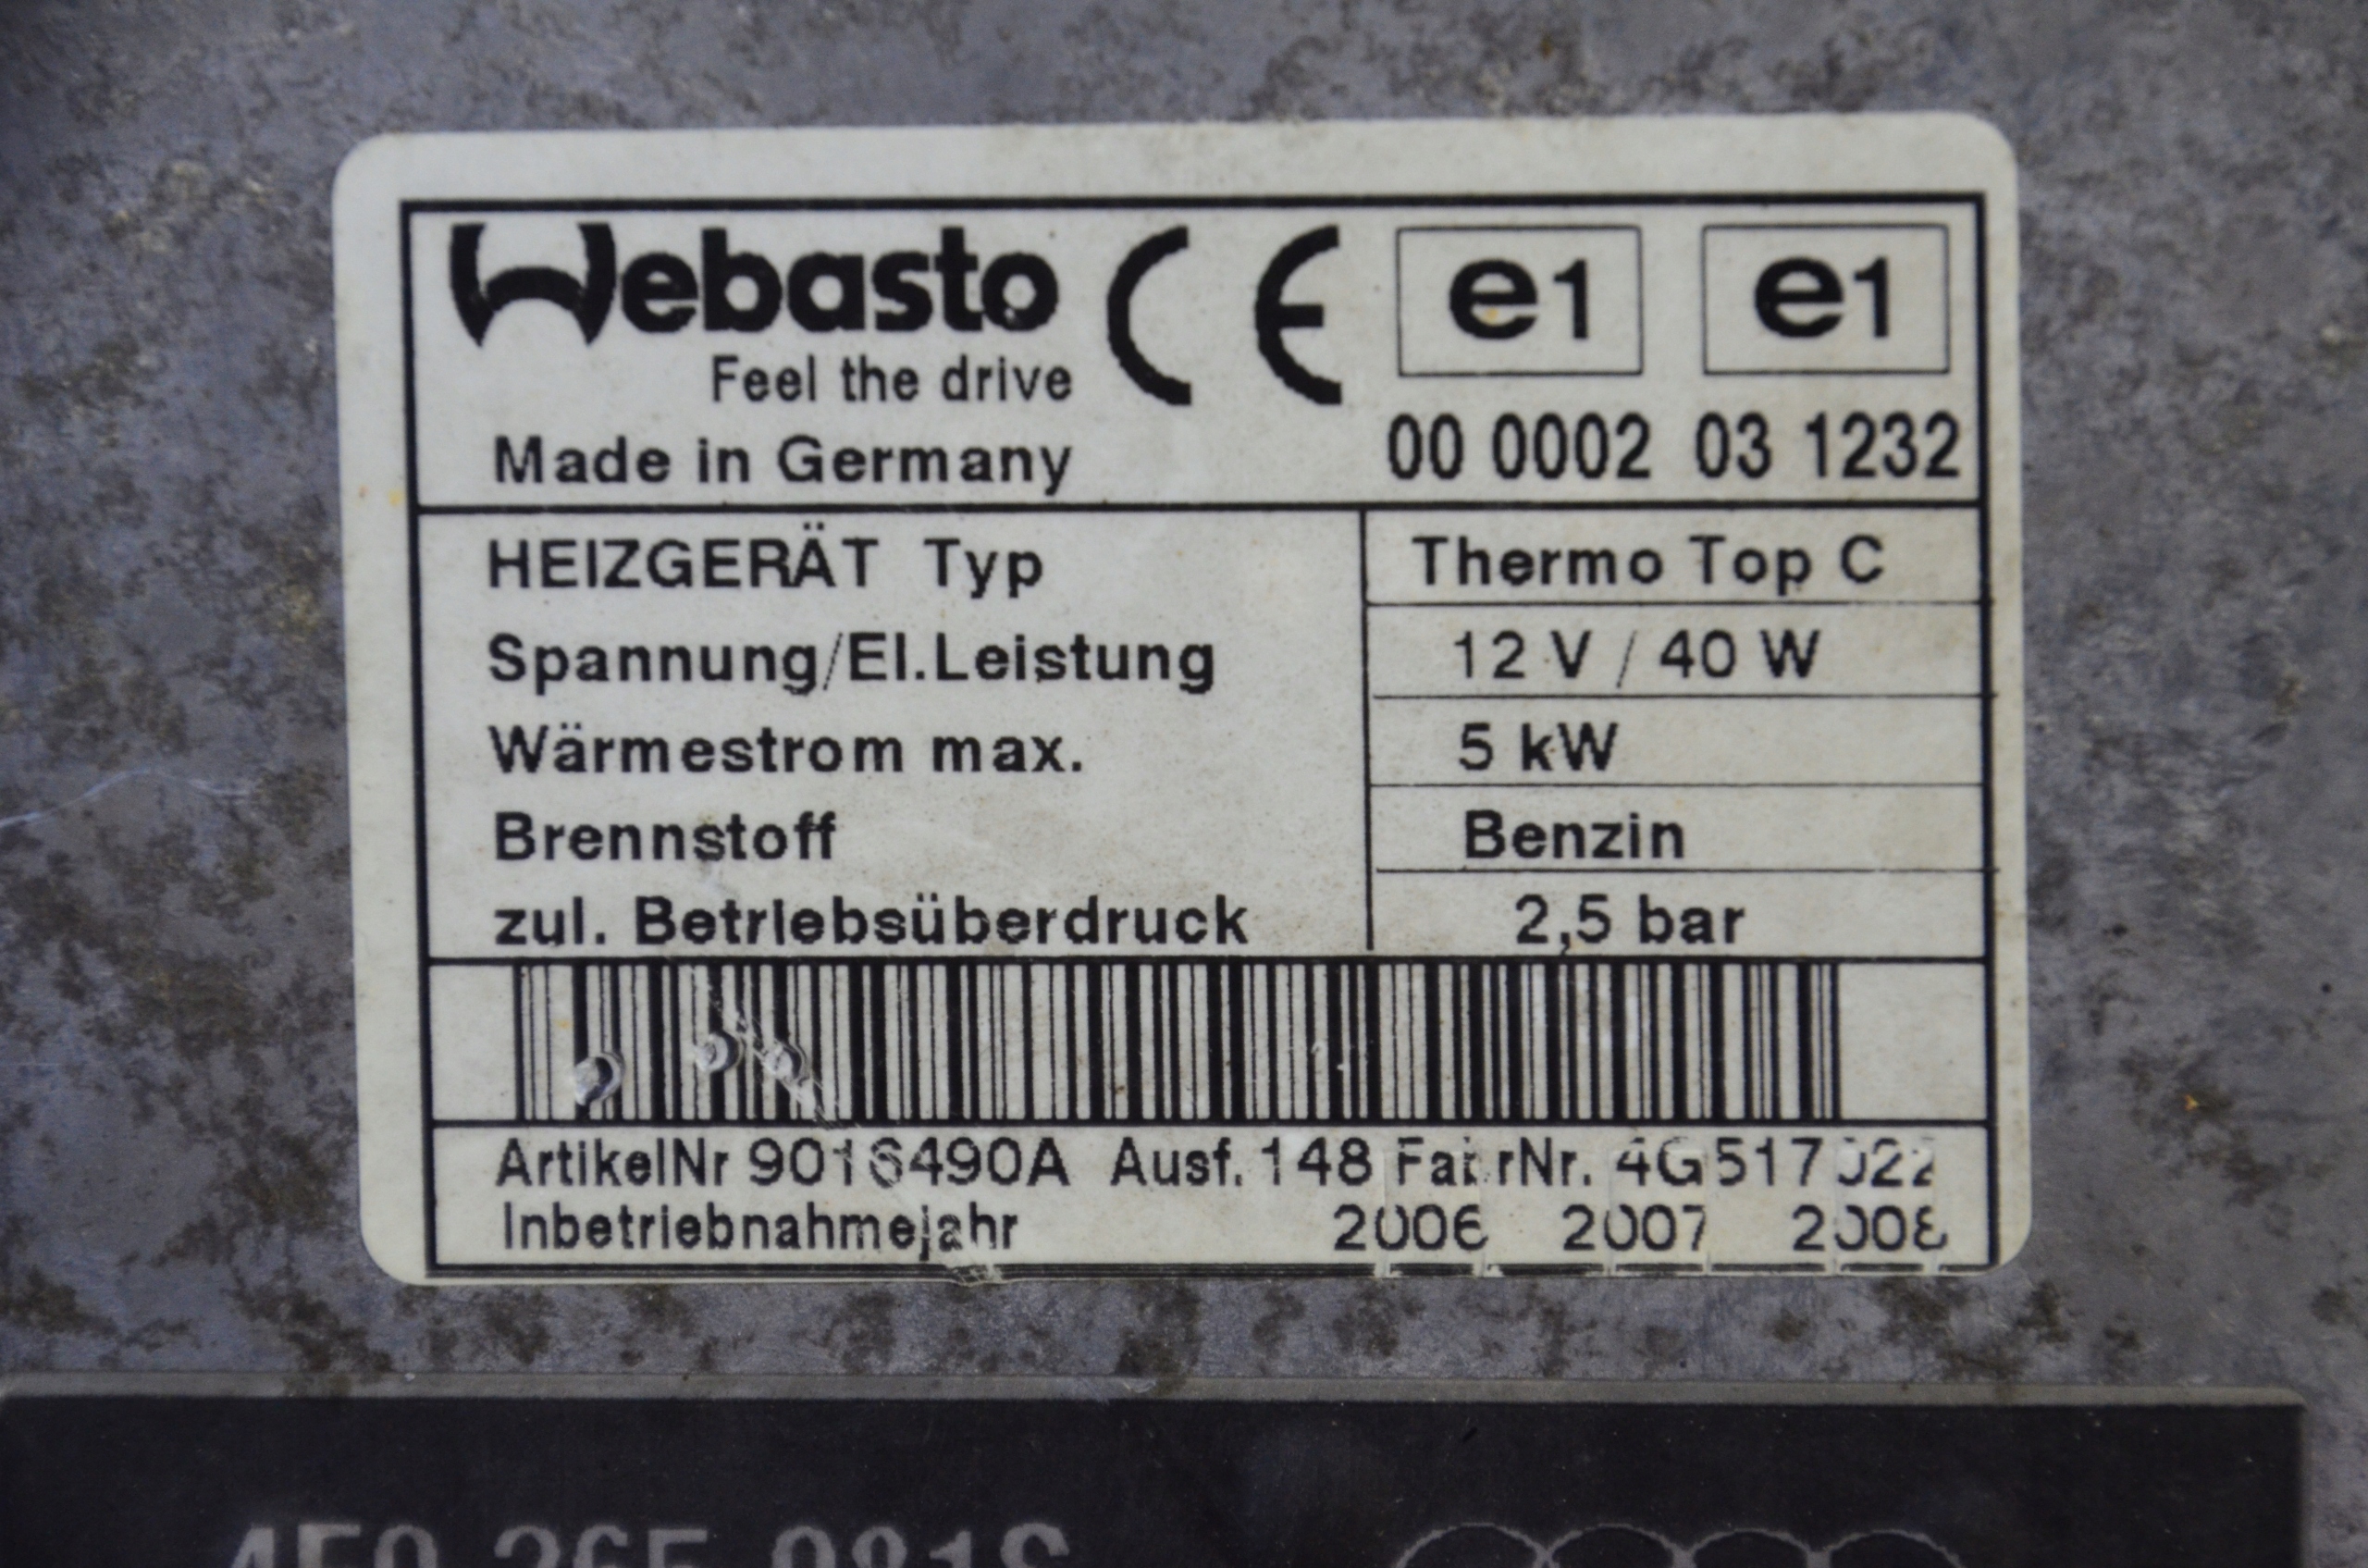 Webasto
Feel the drive
Made in Germany
CE
e1 e1
00 0002 03 1232
HEIZGERÄT Typ Thermo Top C
Spannung/El.Leistung 12 V / 40 W
Wärmestrom max. 5 kW
Brennstoff Benzin
zul. Betriebsüberdruck 2,5 bar
ArtikelNr 9016490A Ausf. 148
Inbetriebnahmejahr 2006 2007 2008